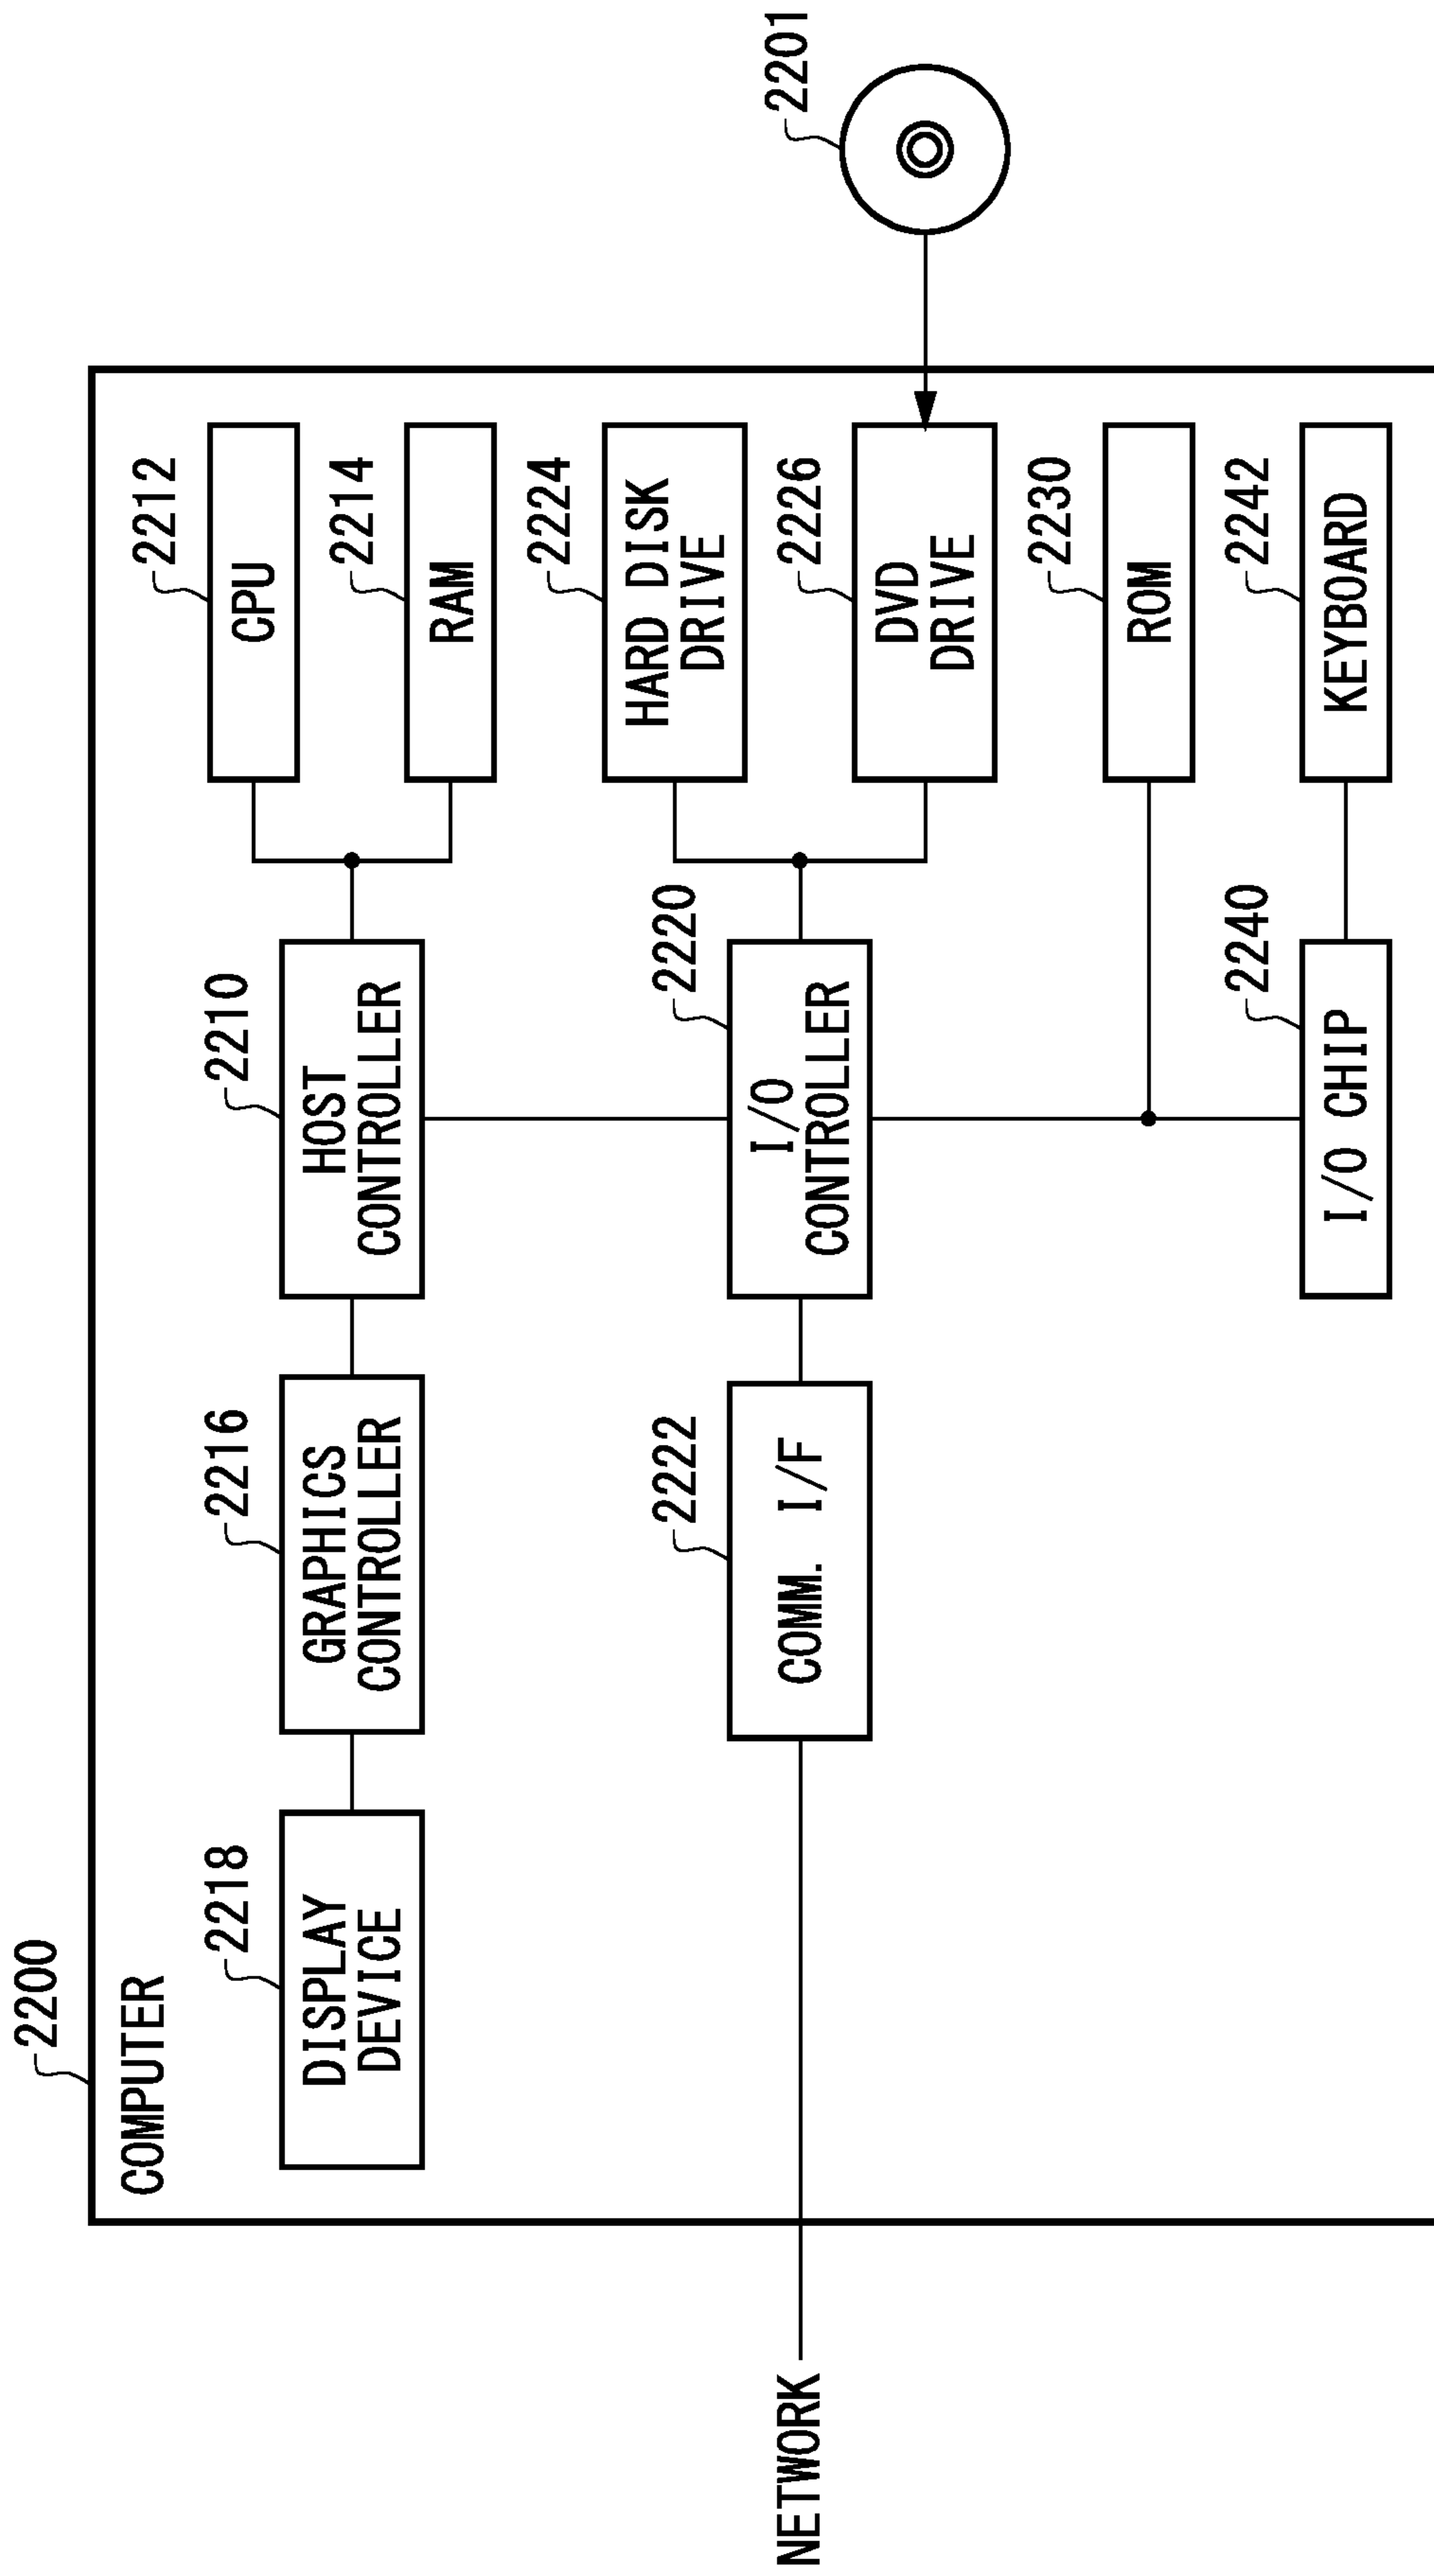 2200
COMPUTER
2218
DISPLAY
DEVICE
2216
GRAPHICS
CONTROLLER
2210
HOST
CONTROLLER
2212
CPU
2214
RAM
NETWORK
2222
COMM. I/F
2220
I/O
CONTROLLER
2224
HARD DISK
DRIVE
2226
DVD
DRIVE
2201
2230
ROM
2240
I/O CHIP
2242
KEYBOARD